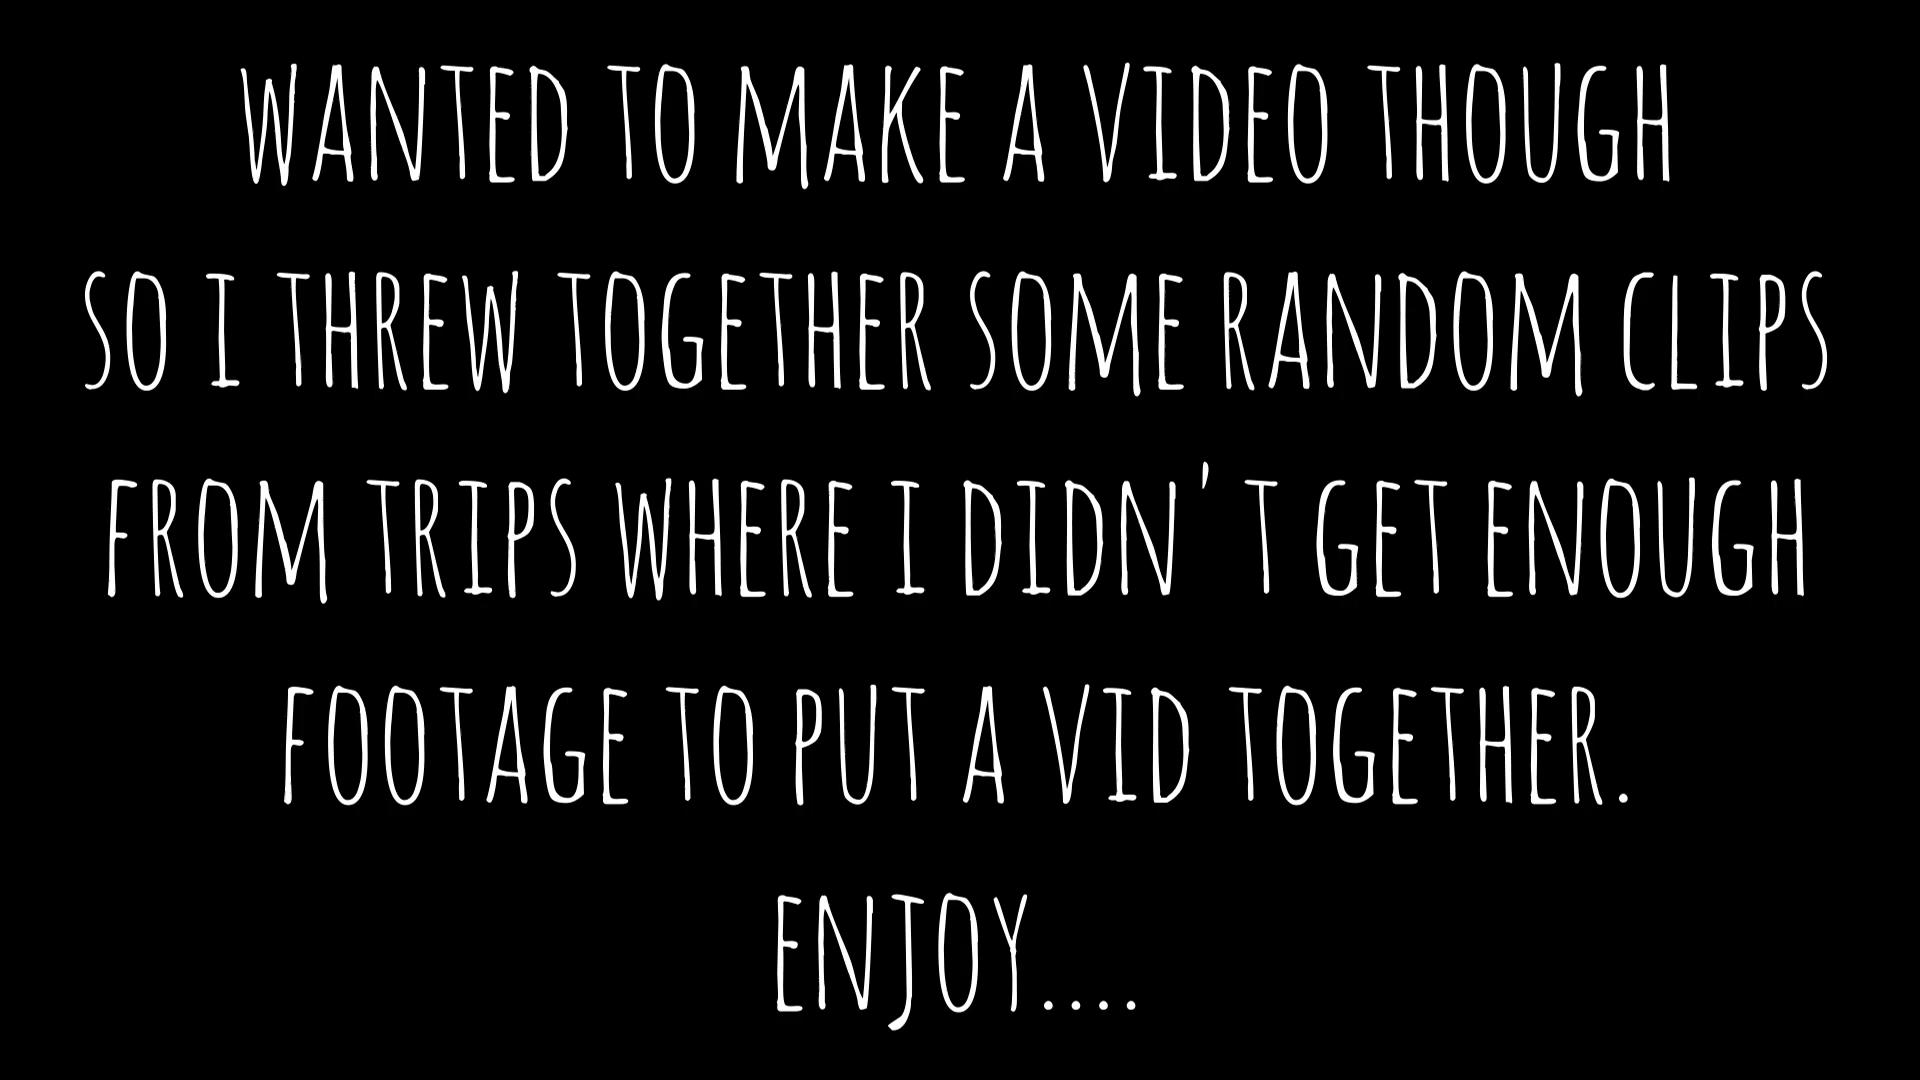 WANTED TO MAKE A VIDEO THOUGH
SO I THREW TOGETHER SOME RANDOM CLIPS
FROM TRIPS WHERE I DIDN'T GET ENOUGH
FOOTAGE TO PUT A VID TOGETHER.
ENJOY....